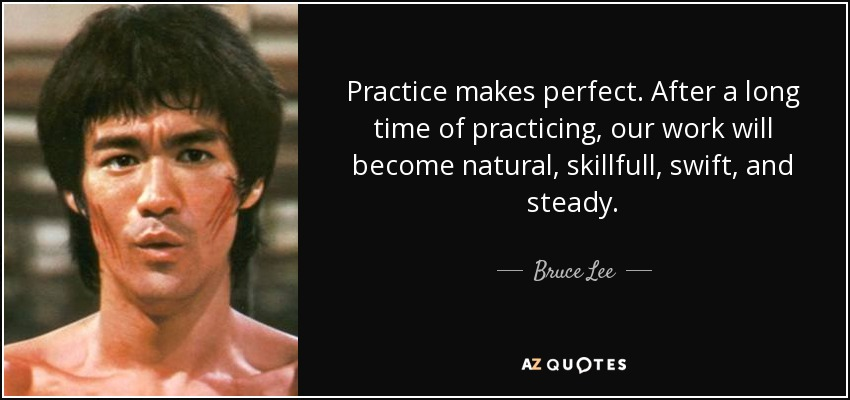 Practice makes perfect. After a long
time of practicing, our work will
become natural, skillfull, swift, and
steady.
Bruce Lee
AZ QUOTES